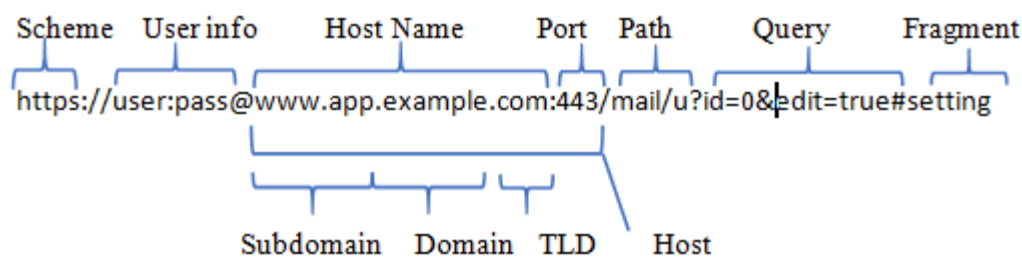 Scheme User info Host Name Port Path Query Fragment
https://user:pass@www.app.example.com:443/mail/u?id=0&edit=true#setting
Subdomain Domain TLD Host